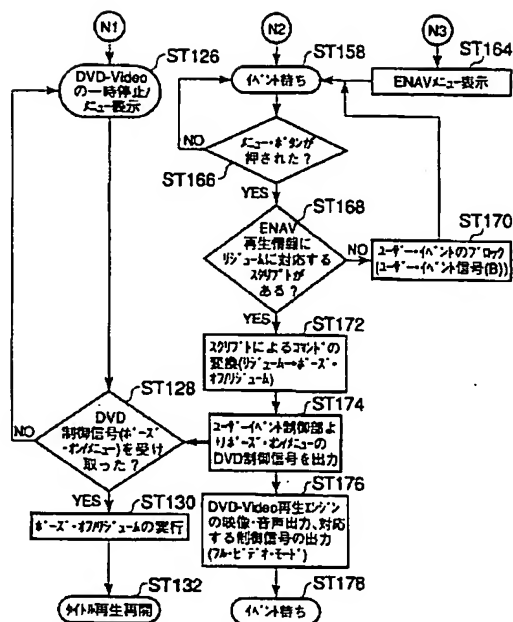 N1
N2
N3
ST126
DVD-Video
の一時停止/
メニュー表示
ST158
イベント待ち
ST164
ENAVメニュー表示
NO
メニュー・ボタンが
押された？
ST166
YES
ST168
ENAV
再生情報に
リジュームに対応する
スクリプトが
ある？
NO
ST170
ユーザー・イベントのブロック
(ユーザー・イベント信号(B))
YES
ST172
スクリプトによるコマンドの
変換(リジューム→ポーズ・
オフ/リジューム)
ST128
DVD
制御信号(ポーズ・
オン/メニュー)を受け
取った？
NO
YES
ST174
ユーザーイベント制御部よ
りポーズ・オン/メニューの
DVD制御信号を出力
ST130
ポーズ・オフ/リジュームの実行
ST176
DVD-Video再生エンジン
の映像・音声出力、対応
する制御信号の出力
(フル・ビデオ・モード)
ST132
タイトル再生再開
ST178
イベント待ち